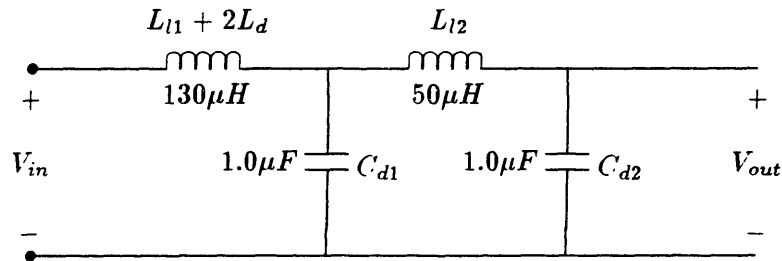 L_{l1} + 2L_d L_{l2}
130μH 50μH
+ +
V_{in} 1.0μF C_{d1} 1.0μF C_{d2} V_{out}
− −